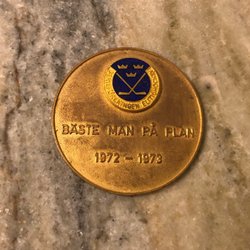 BÄSTE MAN PÅ PLAN
1972 – 1973